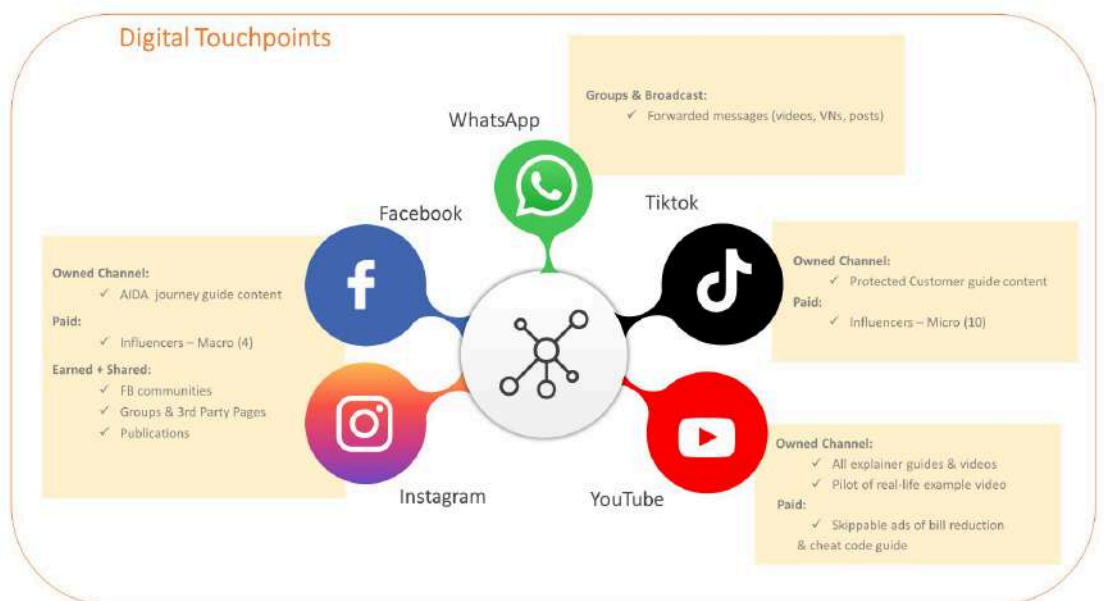 Digital Touchpoints
WhatsApp
Groups & Broadcast:
✓ Forwarded messages (videos, VNs, posts)
Facebook
Owned Channel:
✓ AIDA journey guide content
Paid:
✓ Influencers – Macro (4)
Earned + Shared:
✓ FB communities
✓ Groups & 3rd Party Pages
✓ Publications
Instagram
Tiktok
Owned Channel:
✓ Protected Customer guide content
Paid:
✓ Influencers – Micro (10)
YouTube
Owned Channel:
✓ All explainer guides & videos
✓ Pilot of real-life example video
Paid:
✓ Skippable ads of bill reduction
& cheat code guide